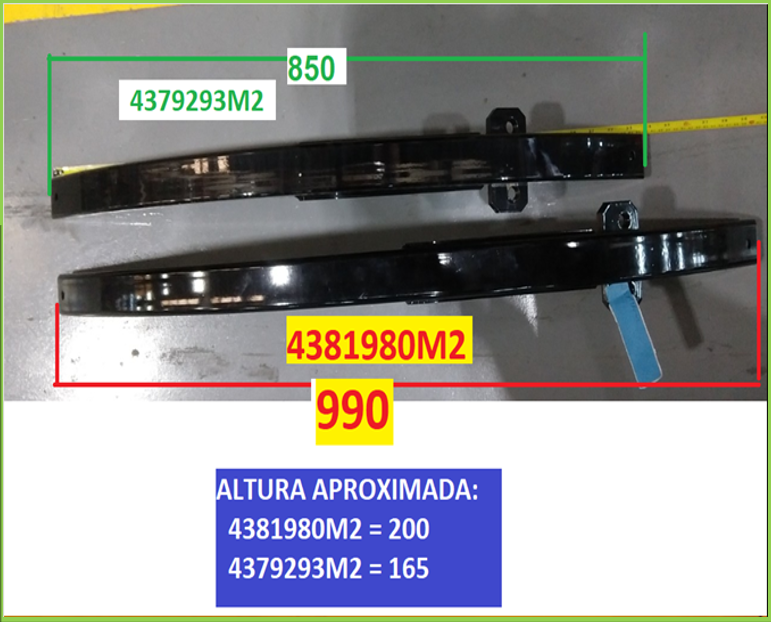 850
4379293M2
4381980M2
990
ALTURA APROXIMADA:
4381980M2 = 200
4379293M2 = 165